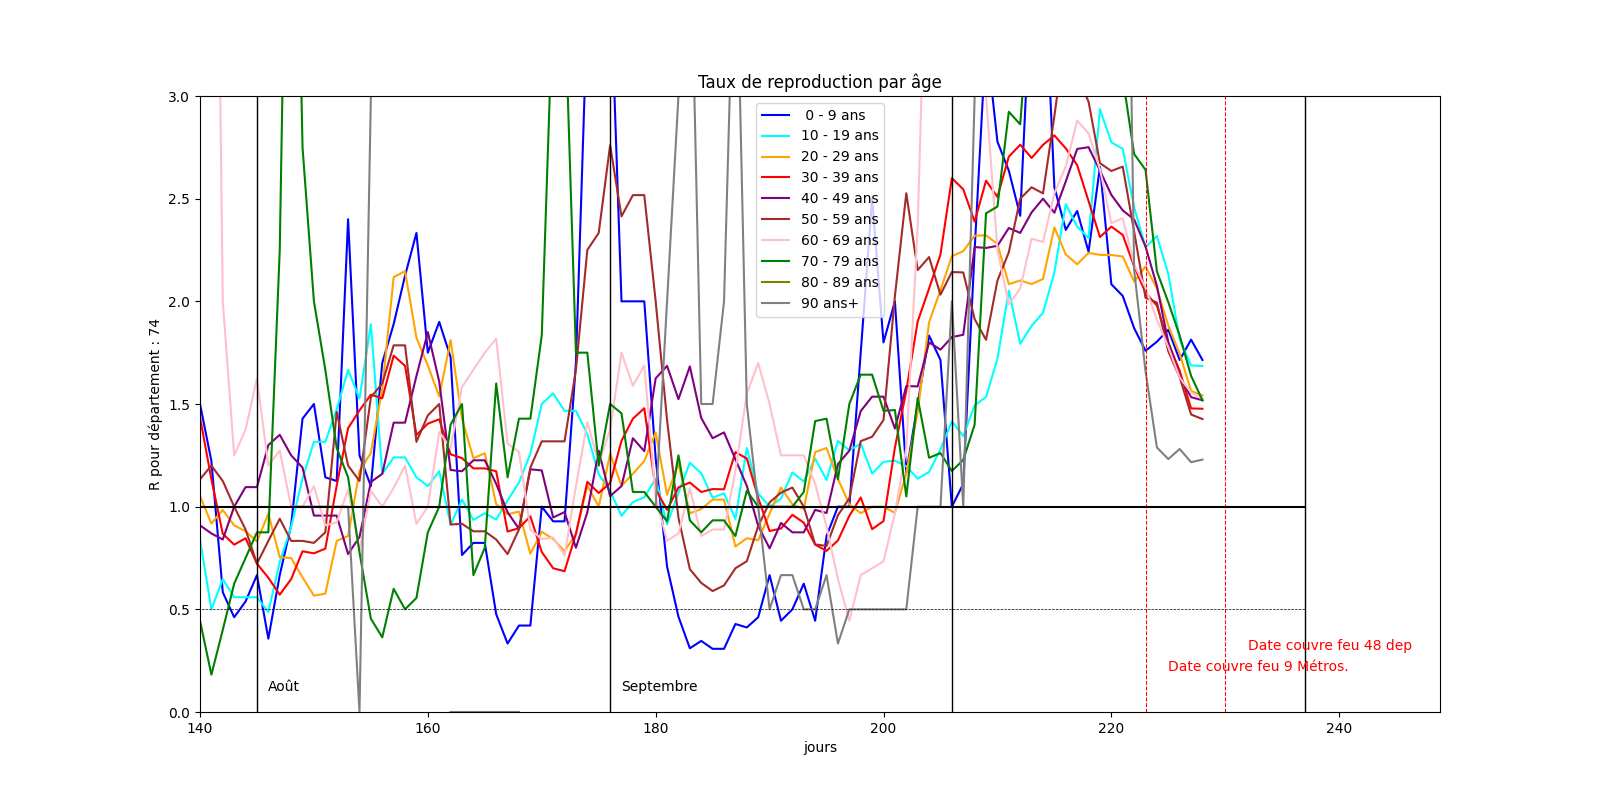 Taux de reproduction par âge
R pour département : 74
3.0
2.5
2.0
1.5
1.0
0.5
0.0
0 - 9 ans
10 - 19 ans
20 - 29 ans
30 - 39 ans
40 - 49 ans
50 - 59 ans
60 - 69 ans
70 - 79 ans
80 - 89 ans
90 ans+
Date couvre feu 48 dep
Date couvre feu 9 Métros.
Août
Septembre
140
160
180
200
220
240
jours